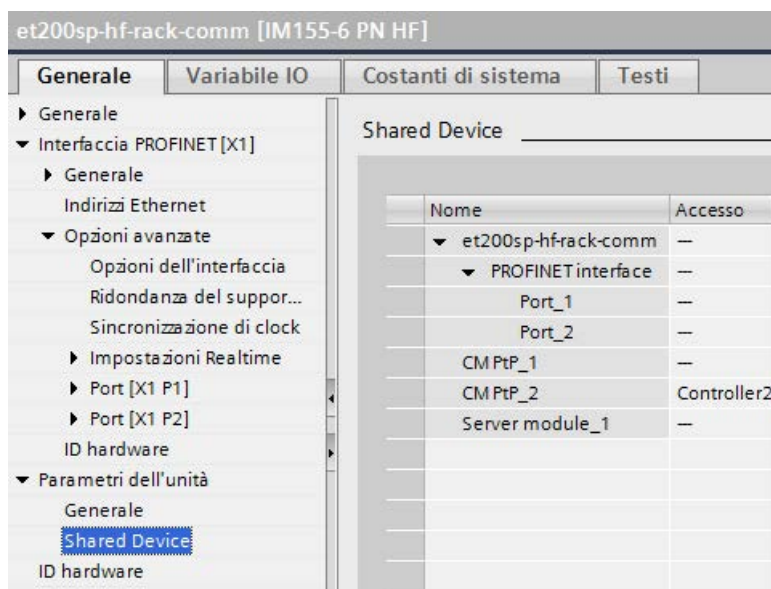 et200sp-hf-rack-comm [IM155-6 PN HF]
Generale
Variabile IO
Costanti di sistema
Testi
Generale
Interfaccia PROFINET [X1]
Generale
Indirizzi Ethernet
Opzioni avanzate
Opzioni dell'interfaccia
Ridondanza del suppor...
Sincronizzazione di clock
Impostazioni Realtime
Port [X1 P1]
Port [X1 P2]
ID hardware
Parametri dell'unità
Generale
Shared Device
ID hardware
Shared Device
Nome Accesso
et200sp-hf-rack-comm —
PROFINET interface —
Port_1 —
Port_2 —
CM PtP_1 —
CM PtP_2 Controller2
Server module_1 —